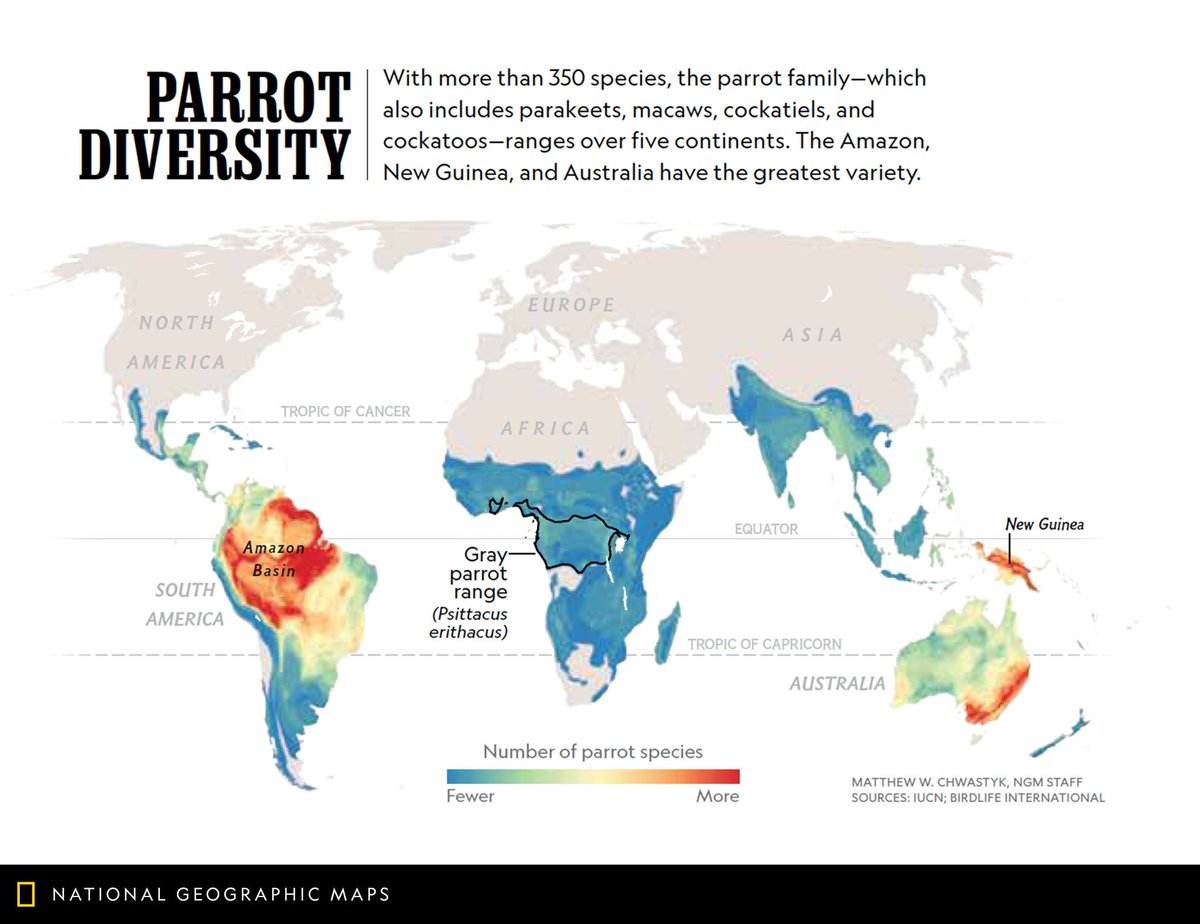 PARROT
DIVERSITY
With more than 350 species, the parrot family—which
also includes parakeets, macaws, cockatiels, and
cockatoos—ranges over five continents. The Amazon,
New Guinea, and Australia have the greatest variety.
NORTH
AMERICA
EUROPE
ASIA
TROPIC OF CANCER
AFRICA
EQUATOR
New Guinea
Amazon
Basin
Gray
parrot
range
(Psittacus
erithacus)
SOUTH
AMERICA
TROPIC OF CAPRICORN
AUSTRALIA
Number of parrot species
Fewer
More
MATTHEW W. CHWASTYK, NGM STAFF
SOURCES: IUCN; BIRDLIFE INTERNATIONAL
NATIONAL GEOGRAPHIC MAPS